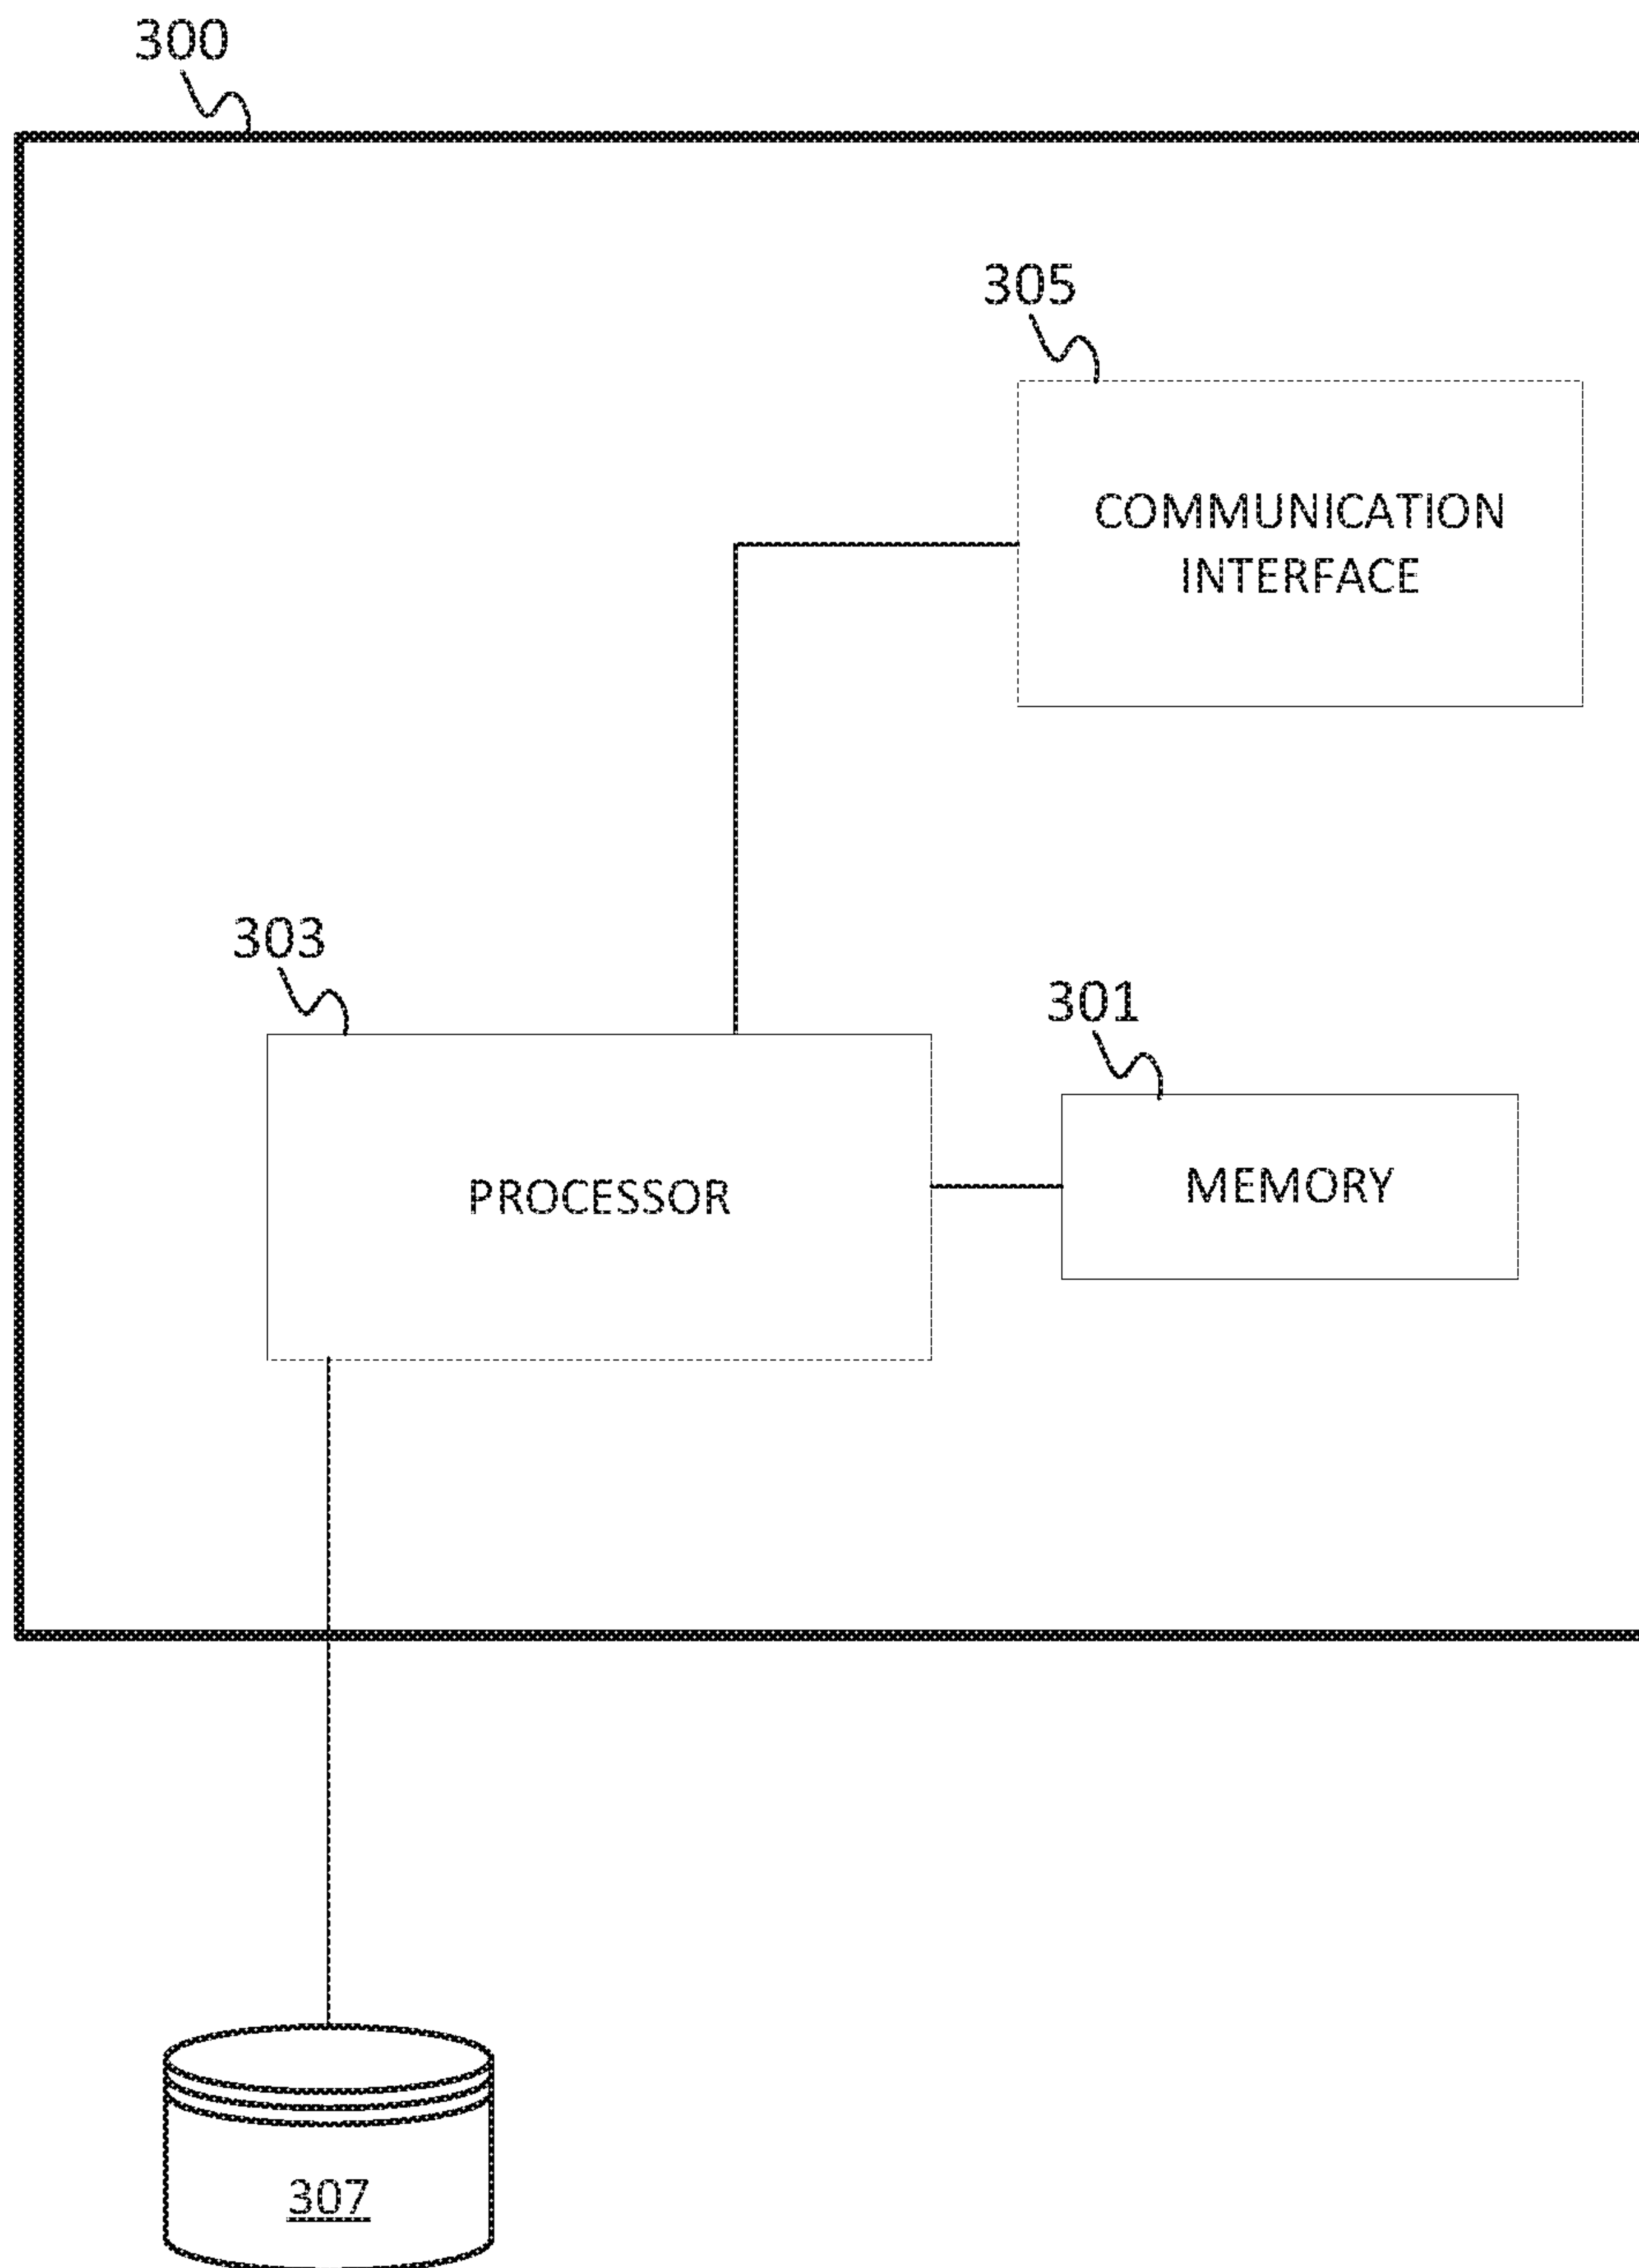 300
305
COMMUNICATION
INTERFACE
303
301
PROCESSOR
MEMORY
307